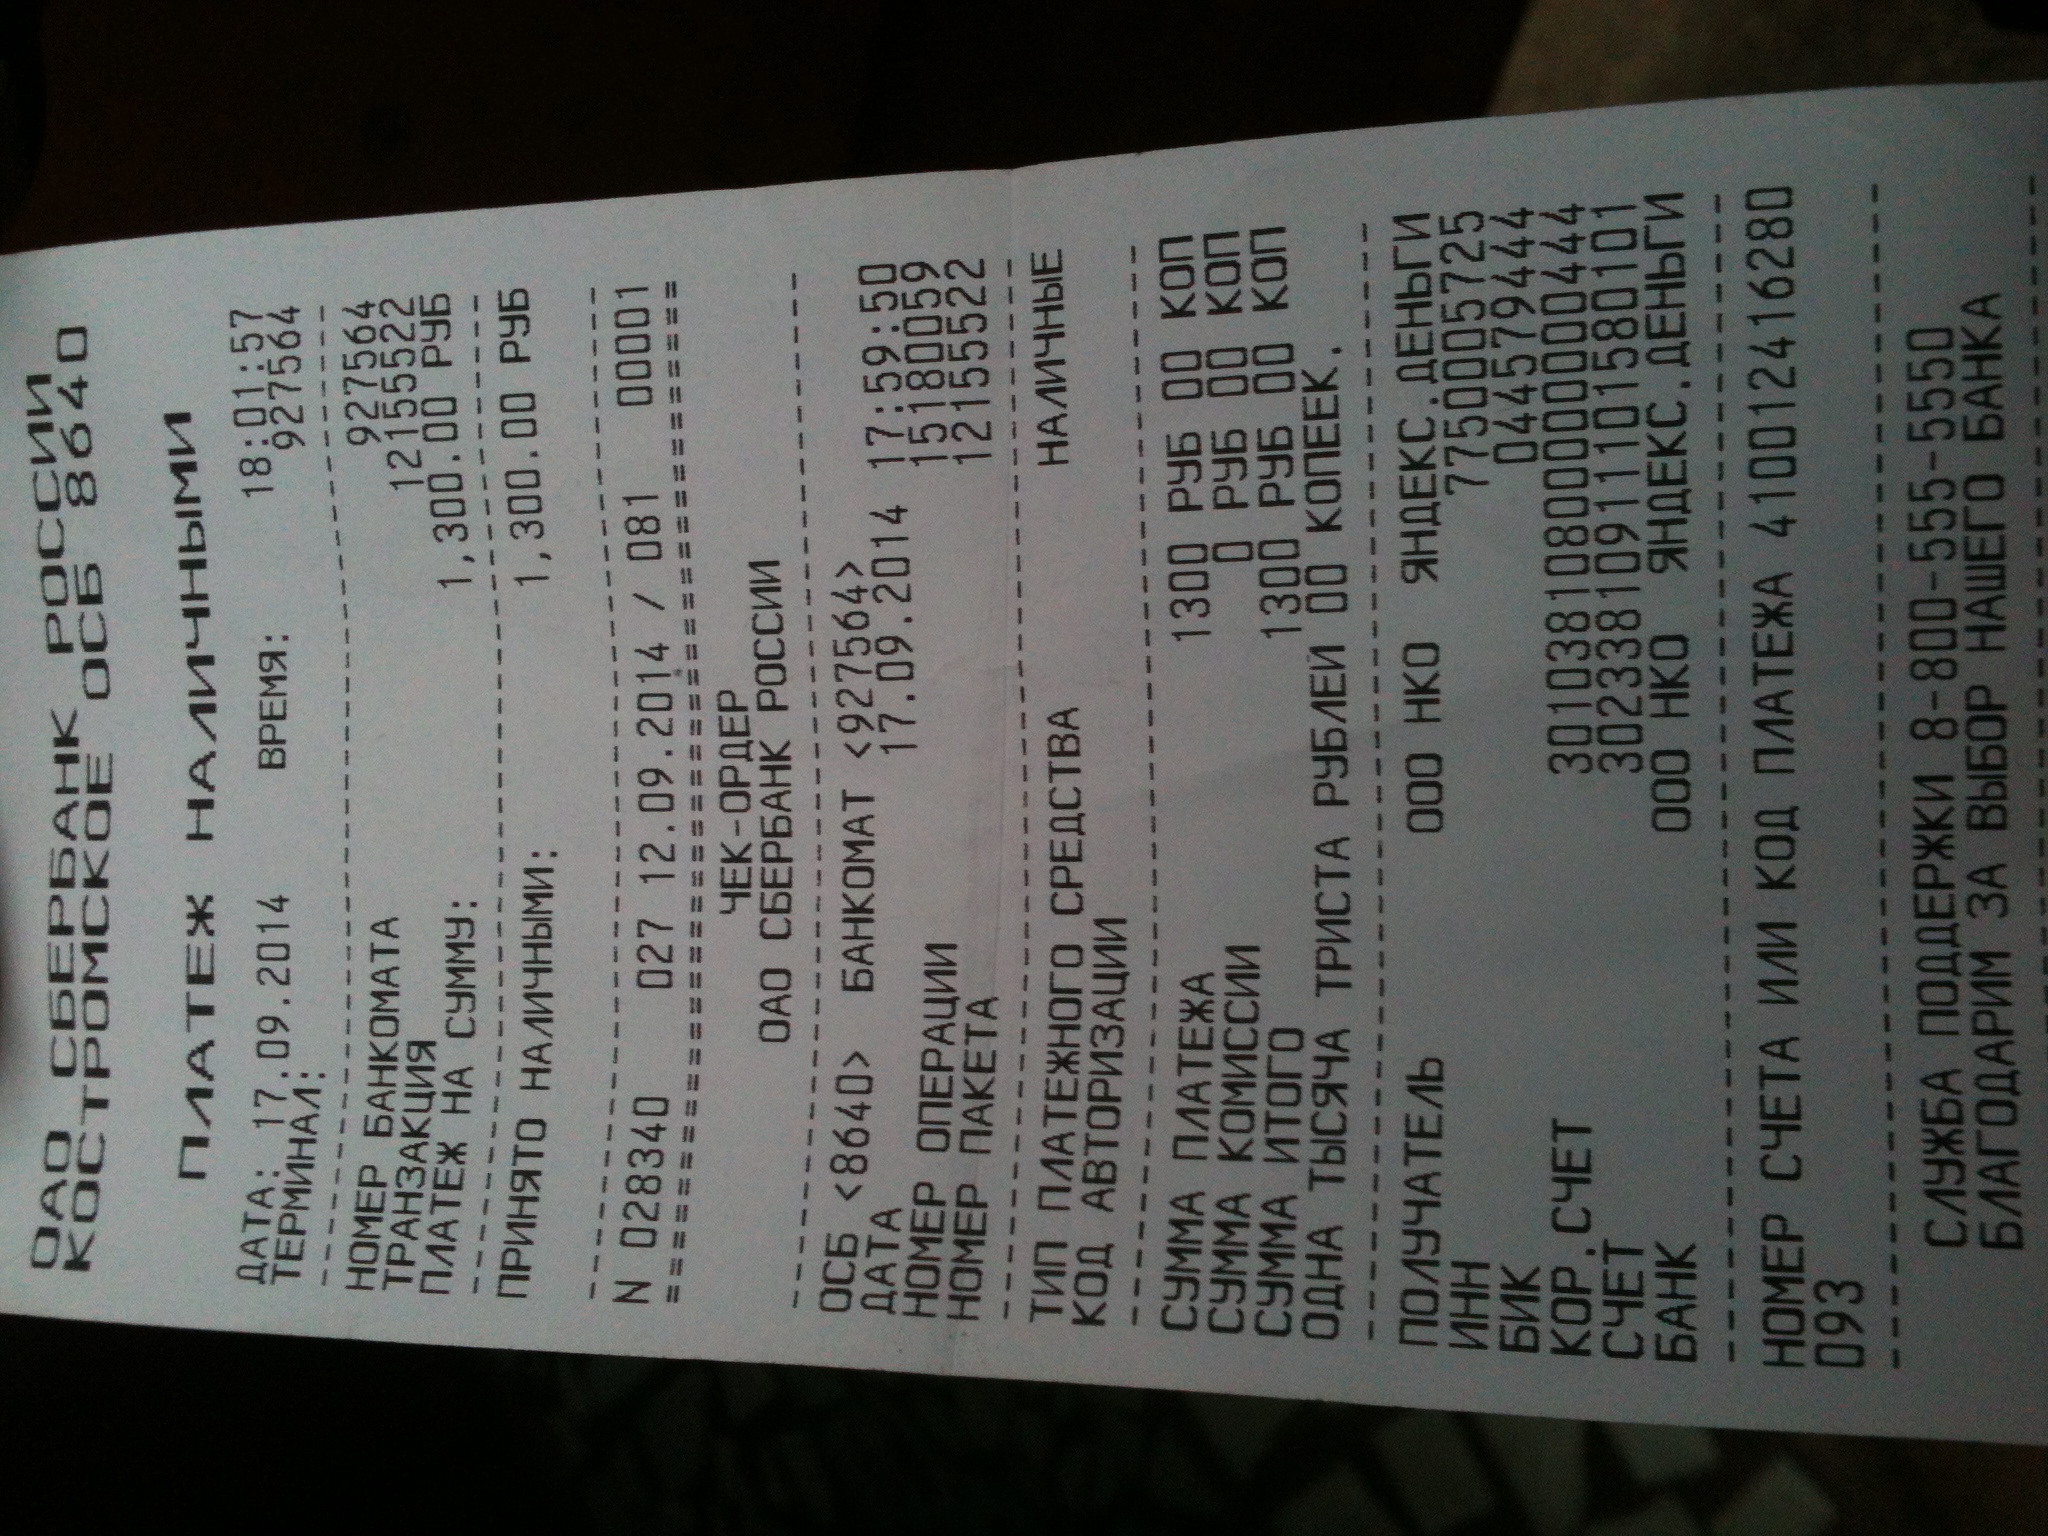 ОАО СБЕРБАНК РОССИИ
КОСТРОМСКОЕ ОСБ 8640
ПЛАТЕЖ НАЛИЧНЫМИ
ДАТА: 17.09.2014 ВРЕМЯ: 18:01:57
ТЕРМИНАЛ: 927564
НОМЕР БАНКОМАТА 927564
ТРАНЗАКЦИЯ 12155522
ПЛАТЕЖ НА СУММУ: 1,300.00 РУБ
ПРИНЯТО НАЛИЧНЫМИ: 1,300.00 РУБ
N 028340 027 12.09.2014 / 081 00001
ЧЕК-ОРДЕР
ОАО СБЕРБАНК РОССИИ
ОСБ <8640> БАНКОМАТ <927564>
ДАТА 17.09.2014 17:59:50
НОМЕР ОПЕРАЦИИ 15180059
НОМЕР ПАКЕТА 12155522
ТИП ПЛАТЕЖНОГО СРЕДСТВА НАЛИЧНЫЕ
КОД АВТОРИЗАЦИИ
СУММА ПЛАТЕЖА 1300 РУБ 00 КОП
СУММА КОМИССИИ 0 РУБ 00 КОП
СУММА ИТОГО 1300 РУБ 00 КОП
ОДНА ТЫСЯЧА ТРИСТА РУБЛЕЙ 00 КОПЕЕК.
ПОЛУЧАТЕЛЬ ООО НКО ЯНДЕКС.ДЕНЬГИ
ИНН 7750005725
БИК 044579444
КОР.СЧЕТ 30103810800000000444
СЧЕТ 30233810911101580101
БАНК ООО НКО ЯНДЕКС.ДЕНЬГИ
НОМЕР СЧЕТА ИЛИ КОД ПЛАТЕЖА 41001242416280
093
СЛУЖБА ПОДДЕРЖКИ 8-800-555-5550
БЛАГОДАРИМ ЗА ВЫБОР НАШЕГО БАНКА